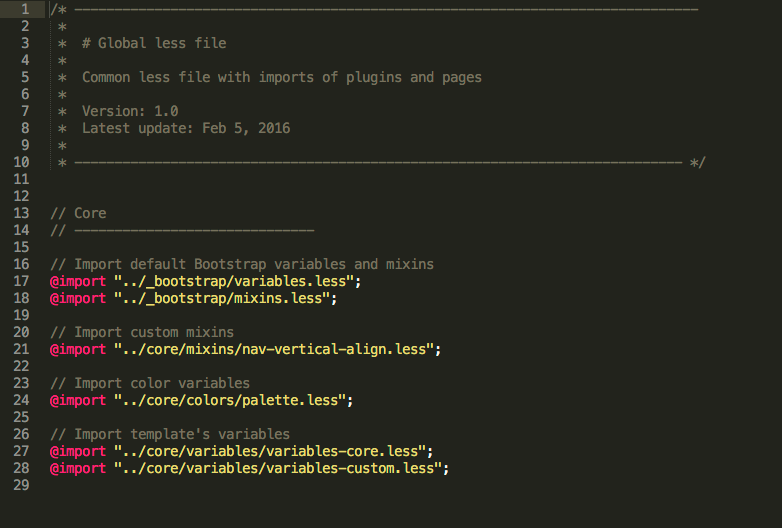 1 /* ------------------------------------------------------------------------------
2  *
3  *  # Global less file
4  *
5  *  Common less file with imports of plugins and pages
6  *
7  *  Version: 1.0
8  *  Latest update: Feb 5, 2016
9  *
10  * ---------------------------------------------------------------------------- */
11
12
13 // Core
14 // ------------------------------
15
16 // Import default Bootstrap variables and mixins
17 @import "../_bootstrap/variables.less";
18 @import "../_bootstrap/mixins.less";
19
20 // Import custom mixins
21 @import "../core/mixins/nav-vertical-align.less";
22
23 // Import color variables
24 @import "../core/colors/palette.less";
25
26 // Import template's variables
27 @import "../core/variables/variables-core.less";
28 @import "../core/variables/variables-custom.less";
29